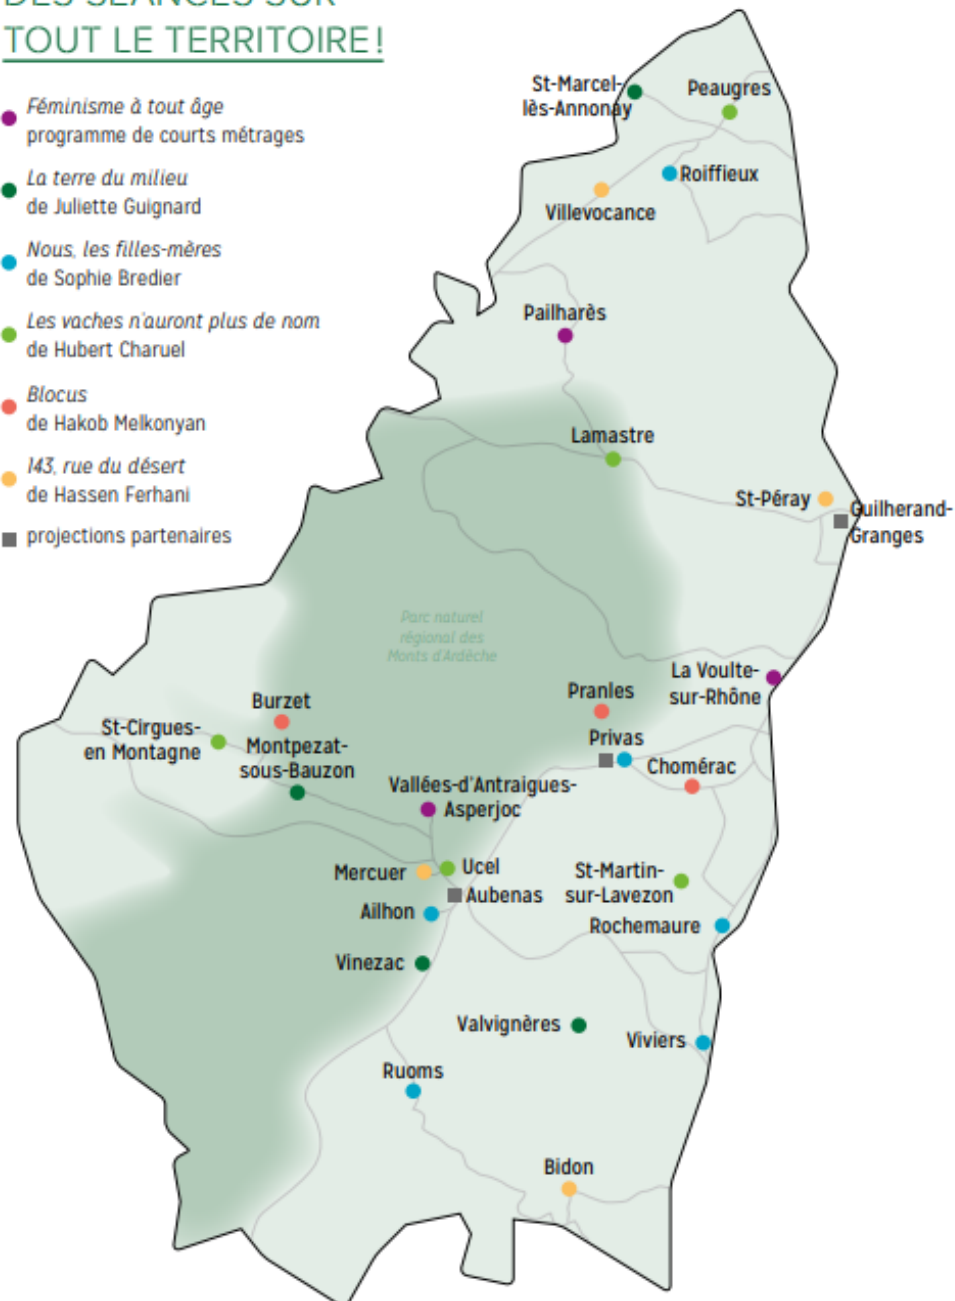 DES SÉANCES SUR
TOUT LE TERRITOIRE !
Féminisme à tout âge
programme de courts métrages
La terre du milieu
de Juliette Guignard
Nous, les filles-mères
de Sophie Bredier
Les vaches n'auront plus de nom
de Hubert Charuel
Blocus
de Hakob Melkonyan
143, rue du désert
de Hassen Ferhani
projections partenaires
St-Marcel-
lès-Annonay
Peaugres
Roiffieux
Villevocance
Pailharès
Lamastre
St-Péray
Guilherand-
Granges
Parc naturel
régional des
Monts d'Ardèche
La Voulte-
sur-Rhône
Pranles
Burzet
St-Cirgues-
en Montagne
Montpezat-
sous-Bauzon
Privas
Chomérac
Vallées-d'Antraigues-
Asperjoc
Mercuer
Ucel
St-Martin-
sur-Lavezon
Aubenas
Ailhon
Rochemaure
Vinezac
Valvignères
Viviers
Ruoms
Bidon